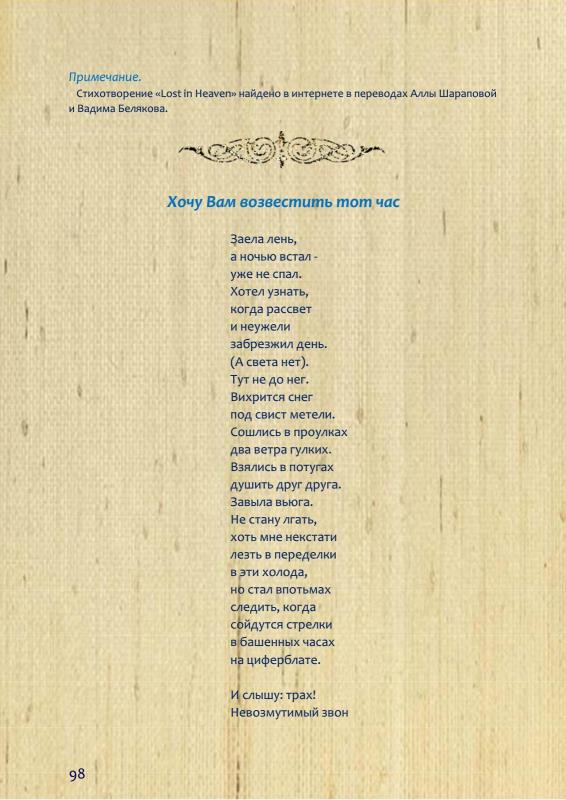 Примечание.
Стихотворение «Lost in Heaven» найдено в интернете в переводах Аллы Шараповой
и Вадима Белякова.
Хочу Вам возвестить тот час
Заела лень,
а ночью встал -
уже не спал.
Хотел узнать,
когда рассвет
и неужели
забрезжил день.
(А света нет).
Тут не до нег.
Вихрится снег
под свист метели.
Сошлись в проулках
два ветра гулких.
Взялись в потугах
душить друг друга.
Завыла вьюга.
Не стану лгать,
хоть мне некстати
лезть в переделки
в эти холода,
но стал впотьмах
следить, когда
сойдутся стрелки
в башенных часах
на циферблате.
И слышу: трах!
Невозмутимый звон
98